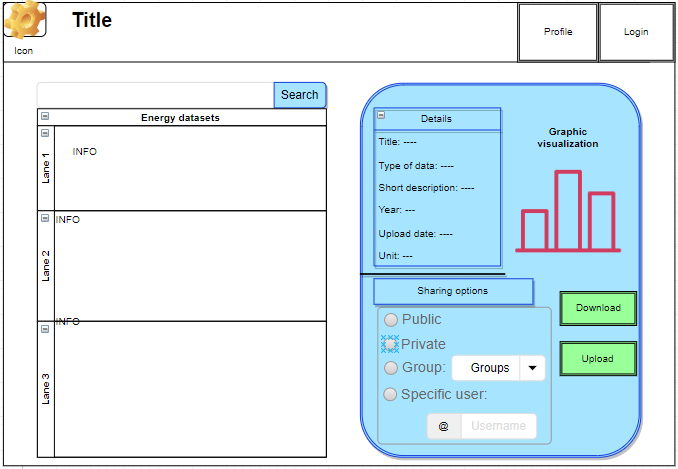 Title
Icon
Profile
Login
Search
Energy datasets
Lane 1
INFO
Lane 2
INFO
Lane 3
INFO
Details
Title: ----
Type of data: ----
Short description: ----
Year: ---
Upload date: ----
Unit: ---
Graphic
visualization
Sharing options
Public
Private
Group:
Groups
Specific user:
@
Username
Download
Upload